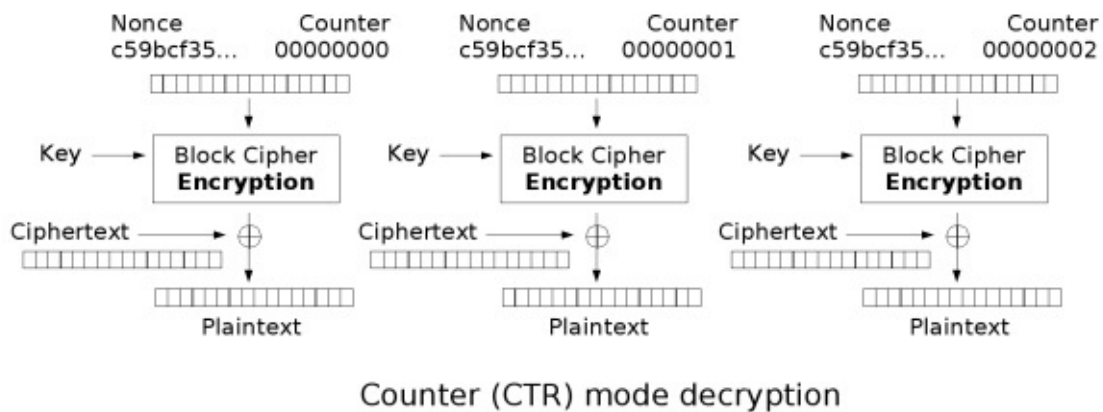 Nonce Counter
c59bcf35... 00000000
Nonce Counter
c59bcf35... 00000001
Nonce Counter
c59bcf35... 00000002
Key
Block Cipher
Encryption
Key
Block Cipher
Encryption
Key
Block Cipher
Encryption
Ciphertext
Ciphertext
Ciphertext
Plaintext
Plaintext
Plaintext
Counter (CTR) mode decryption